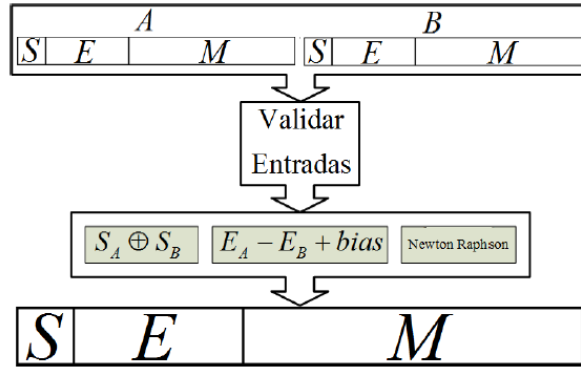 A B
S E M S E M
Validar
Entradas
S_A ⊕ S_B E_A − E_B + bias Newton Raphson
S E M